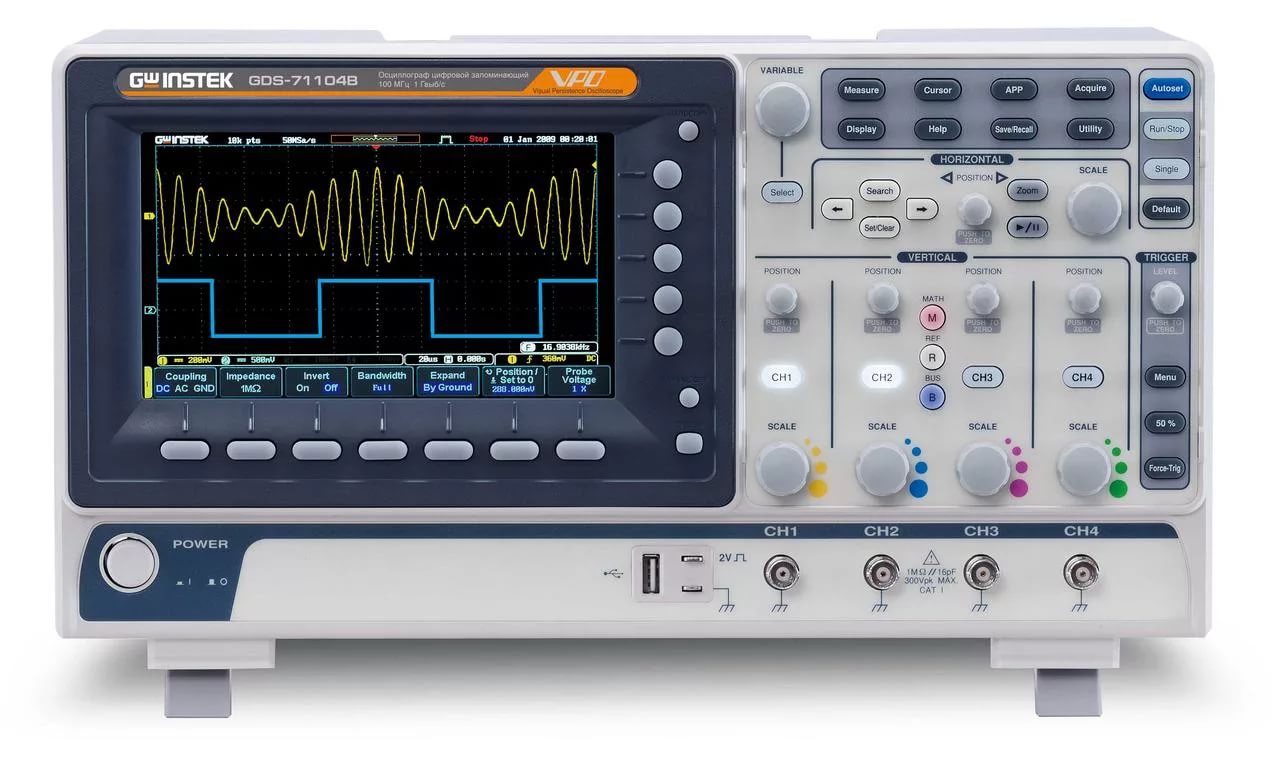 GW INSTEK GDS-71104B Осциллограф цифровой запоминающий
100 МГц 1 Гвыб/с
VPO
Visual Persistence Oscilloscope
GW INSTEK 10k pts 50MSa/s Stop 01 Jan 2009 00:20:01
1
2
F 16.9038kHz
1 200mV 2 500mV 20us H 0.000s 1 360mV DC
Coupling
DC AC GND
Impedance
1MΩ
Invert
On Off
Bandwidth
Full
Expand
By Ground
Position /
Set to 0
288.000mV
Probe
Voltage
1 X
VARIABLE
Select
Measure Cursor APP Acquire
Display Help Save/Recall Utility
Autoset
Run/Stop
Single
Default
HORIZONTAL
POSITION
SCALE
Search
Zoom
← →
Set/Clear
PUSH TO
ZERO
VERTICAL
POSITION POSITION POSITION POSITION
PUSH TO
ZERO
PUSH TO
ZERO
PUSH TO
ZERO
PUSH TO
ZERO
MATH
M
REF
R
BUS
B
CH1 CH2 CH3 CH4
SCALE SCALE SCALE SCALE
TRIGGER
LEVEL
PUSH TO
ZERO
Menu
50 %
Force-Trig
POWER
I O
2V
CH1 CH2 CH3 CH4
1MΩ // 16pF
300Vpk MAX.
CAT I